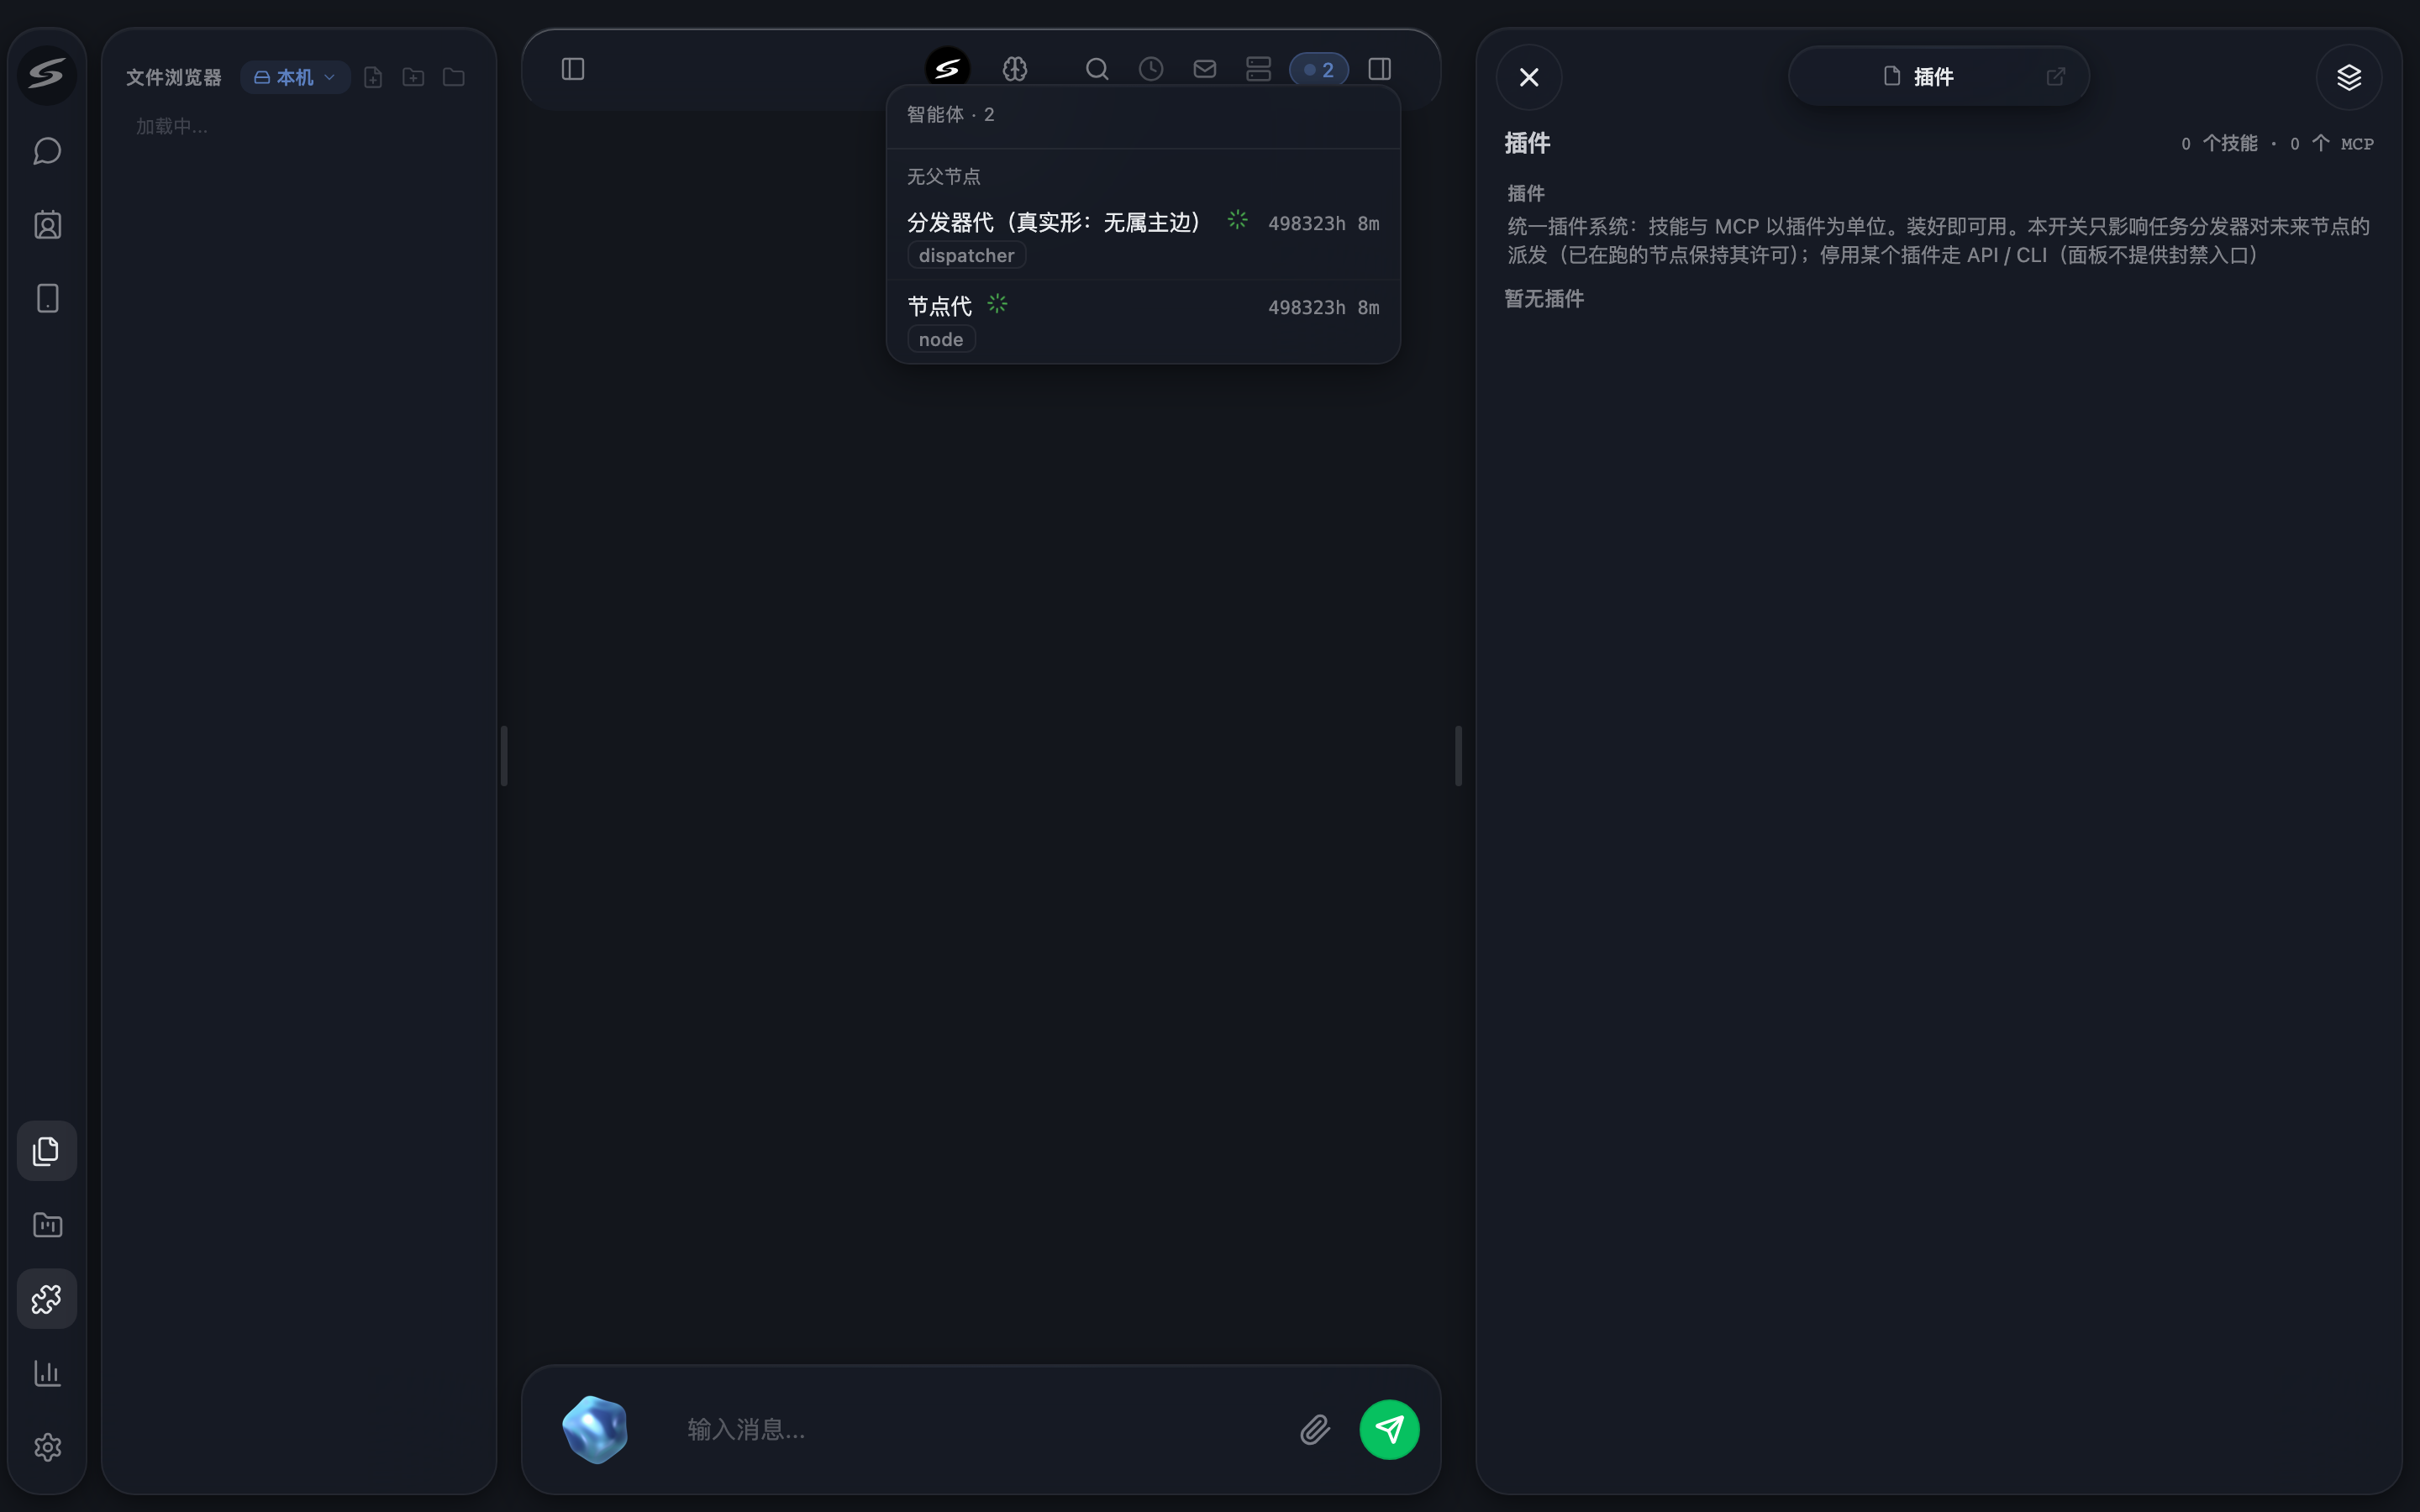 文件浏览器 本机
加载中...
2
智能体 · 2
无父节点
分发器代（真实形：无属主边） 498323h 8m
dispatcher
节点代 498323h 8m
node
输入消息...
插件
插件 0 个技能 · 0 个 MCP
插件
统一插件系统：技能与 MCP 以插件为单位。装好即可用。本开关只影响任务分发器对未来节点的
派发（已在跑的节点保持其许可）；停用某个插件走 API / CLI（面板不提供封禁入口）
暂无插件